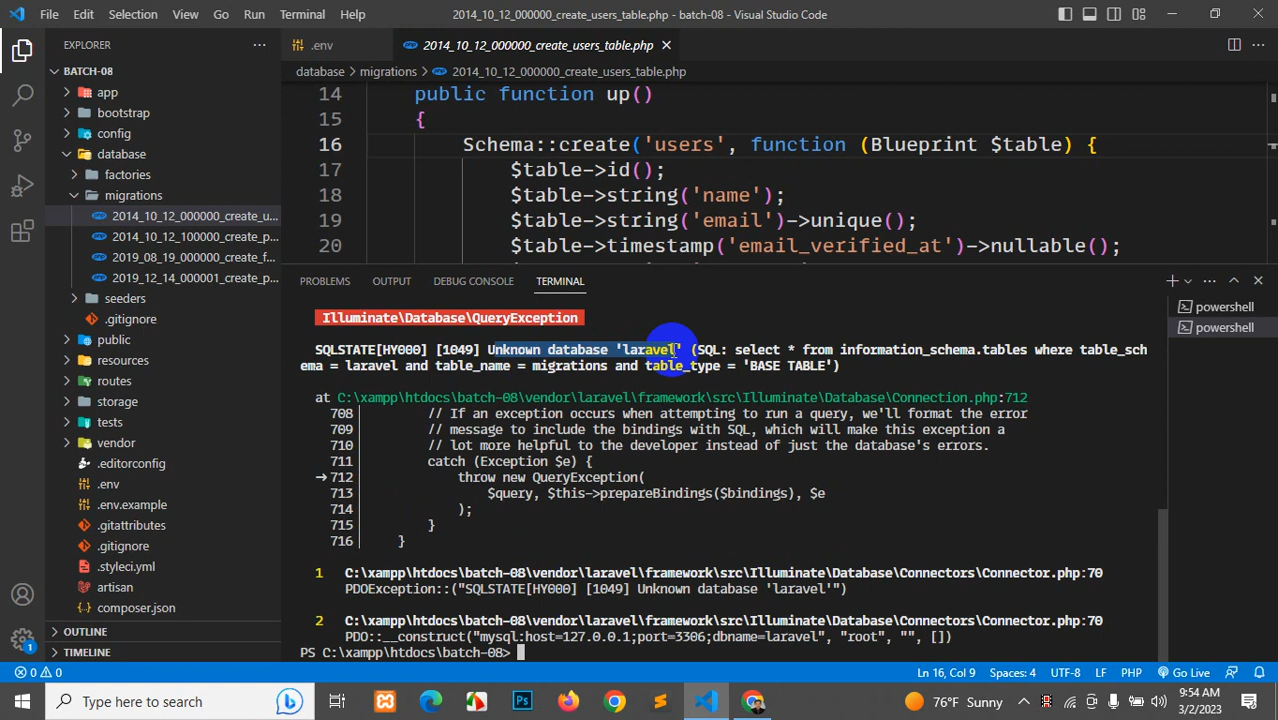 File Edit Selection View Go Run Terminal Help 2014_10_12_000000_create_users_table.php - batch-08 - Visual Studio Code
EXPLORER
.env
2014_10_12_000000_create_users_table.php
BATCH-08
database > migrations > 2014_10_12_000000_create_users_table.php
app
bootstrap
config
database
factories
migrations
2014_10_12_000000_create_u...
2014_10_12_100000_create_p...
2019_08_19_000000_create_f...
2019_12_14_000001_create_p...
seeders
.gitignore
public
resources
routes
storage
tests
vendor
.editorconfig
.env
.env.example
.gitattributes
.gitignore
.styleci.yml
artisan
composer.json
OUTLINE
TIMELINE
14 public function up()
15 {
16 Schema::create('users', function (Blueprint $table) {
17 $table->id();
18 $table->string('name');
19 $table->string('email')->unique();
20 $table->timestamp('email_verified_at')->nullable();
PROBLEMS OUTPUT DEBUG CONSOLE TERMINAL
powershell
powershell
Illuminate\Database\QueryException
SQLSTATE[HY000] [1049] Unknown database 'laravel' (SQL: select * from information_schema.tables where table_sch
ema = laravel and table_name = migrations and table_type = 'BASE TABLE')
at C:\xampp\htdocs\batch-08\vendor\laravel\framework\src\Illuminate\Database\Connection.php:712
708 // If an exception occurs when attempting to run a query, we'll format the error
709 // message to include the bindings with SQL, which will make this exception a
710 // lot more helpful to the developer instead of just the database's errors.
711 catch (Exception $e) {
→ 712 throw new QueryException(
713 $query, $this->prepareBindings($bindings), $e
714 );
715 }
716 }
1 C:\xampp\htdocs\batch-08\vendor\laravel\framework\src\Illuminate\Database\Connectors\Connector.php:70
PDOException::("SQLSTATE[HY000] [1049] Unknown database 'laravel'")
2 C:\xampp\htdocs\batch-08\vendor\laravel\framework\src\Illuminate\Database\Connectors\Connector.php:70
PDO::__construct("mysql:host=127.0.0.1;port=3306;dbname=laravel", "root", "", [])
PS C:\xampp\htdocs\batch-08>
1
0 0 Ln 16, Col 9 Spaces: 4 UTF-8 LF PHP Go Live
Type here to search
Ps
76°F Sunny
9:54 AM
3/2/2023